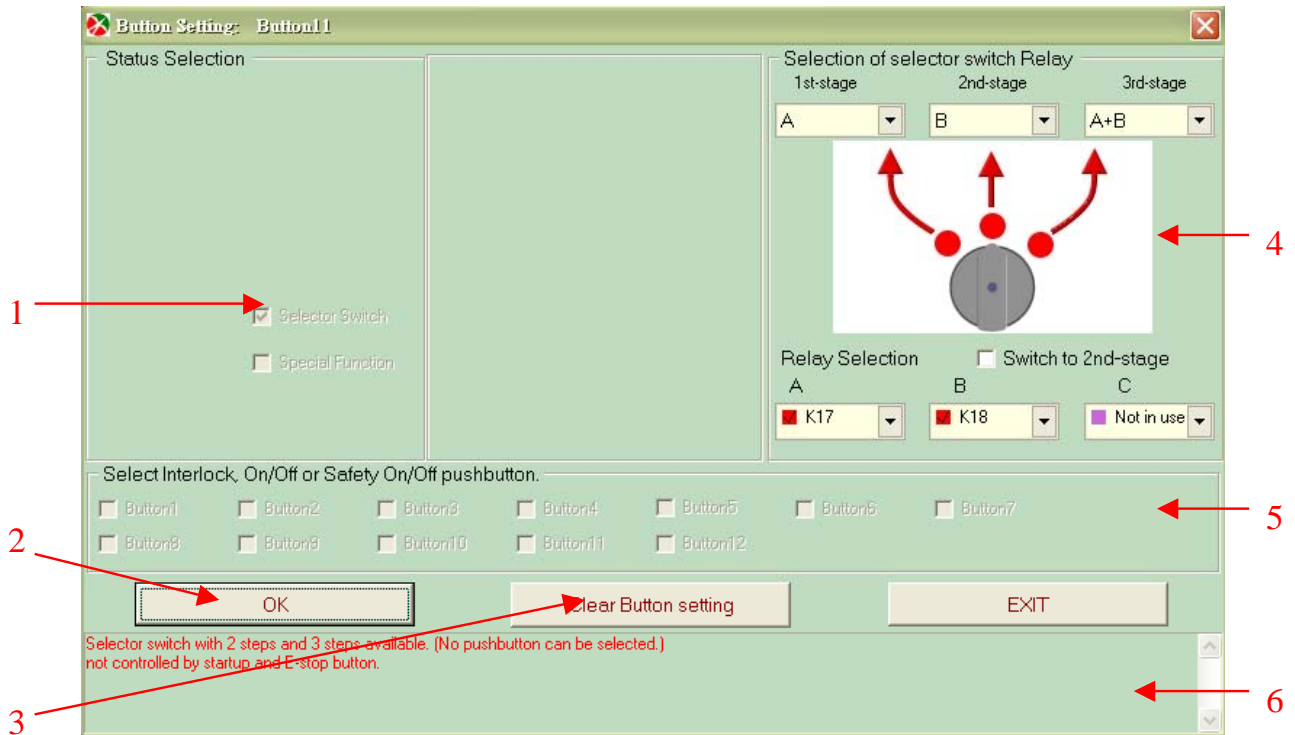 Button Setting: Button11
Status Selection
Selector Switch
Special Function
Selection of selector switch Relay
1st-stage 2nd-stage 3rd-stage
A B A+B
Relay Selection Switch to 2nd-stage
A B C
K17 K18 Not in use
Select Interlock, On/Off or Safety On/Off pushbutton.
Button1 Button2 Button3 Button4 Button5 Button6 Button7
Button8 Button9 Button10 Button11 Button12
OK Clear Button setting EXIT
Selector switch with 2 steps and 3 steps available. (No pushbutton can be selected.)
not controlled by startup and E-stop button.
1
2
3
4
5
6